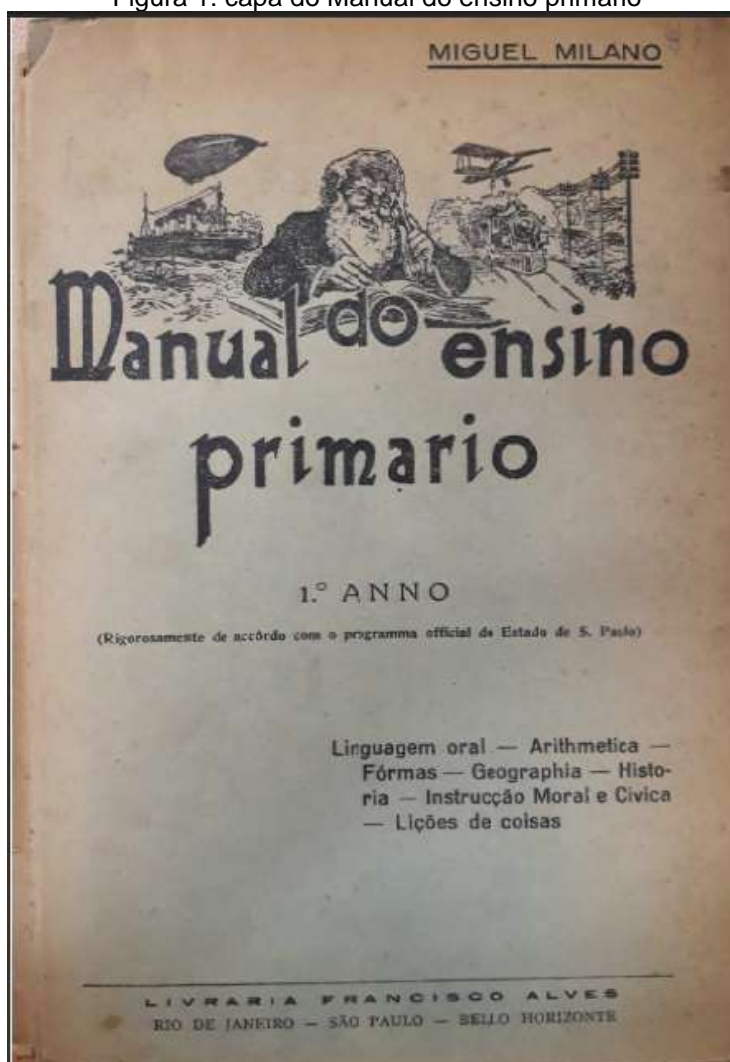 Figura 1: capa do Manual do ensino primário
MIGUEL MILANO
Manual do ensino
primario
1.º ANNO
(Rigorosamente de accôrdo com o programma official do Estado de S. Paulo)
Linguagem oral — Arithmetica —
Fórmas — Geographia — Histo-
ria — Instrucção Moral e Civica
— Lições de coisas
LIVRARIA FRANCISCO ALVES
RIO DE JANEIRO — SÃO PAULO — BELLO HORIZONTE